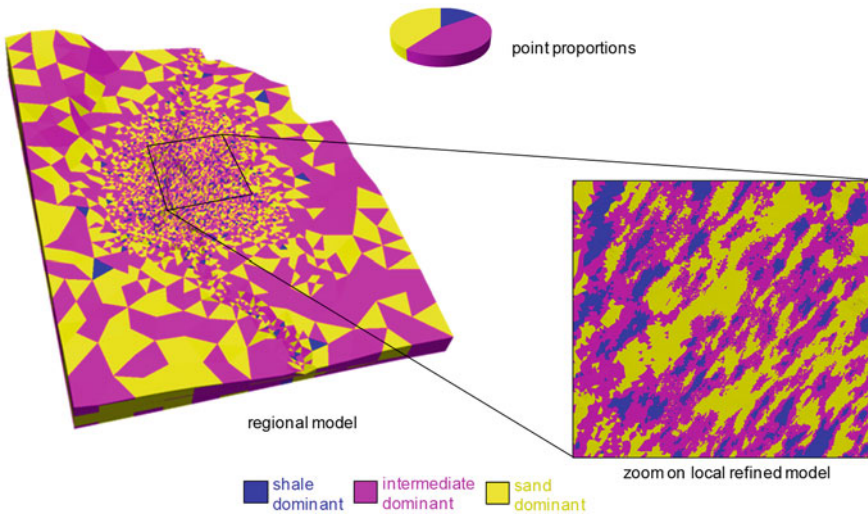 point proportions
regional model
zoom on local refined model
shale
dominant
intermediate
dominant
sand
dominant